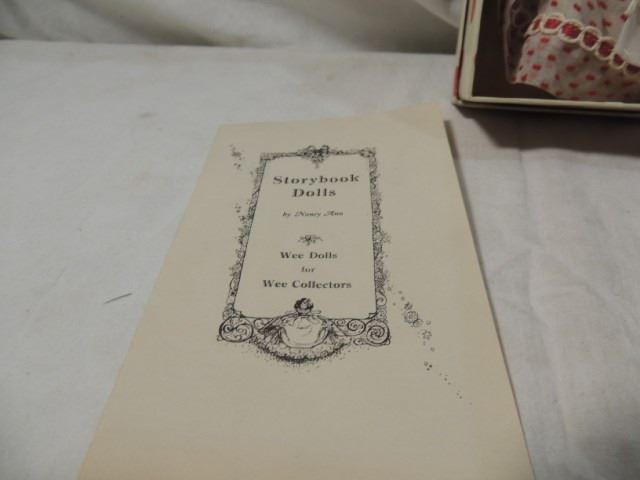 Storybook
Dolls
by Nancy Ann
Wee Dolls
for
Wee Collectors